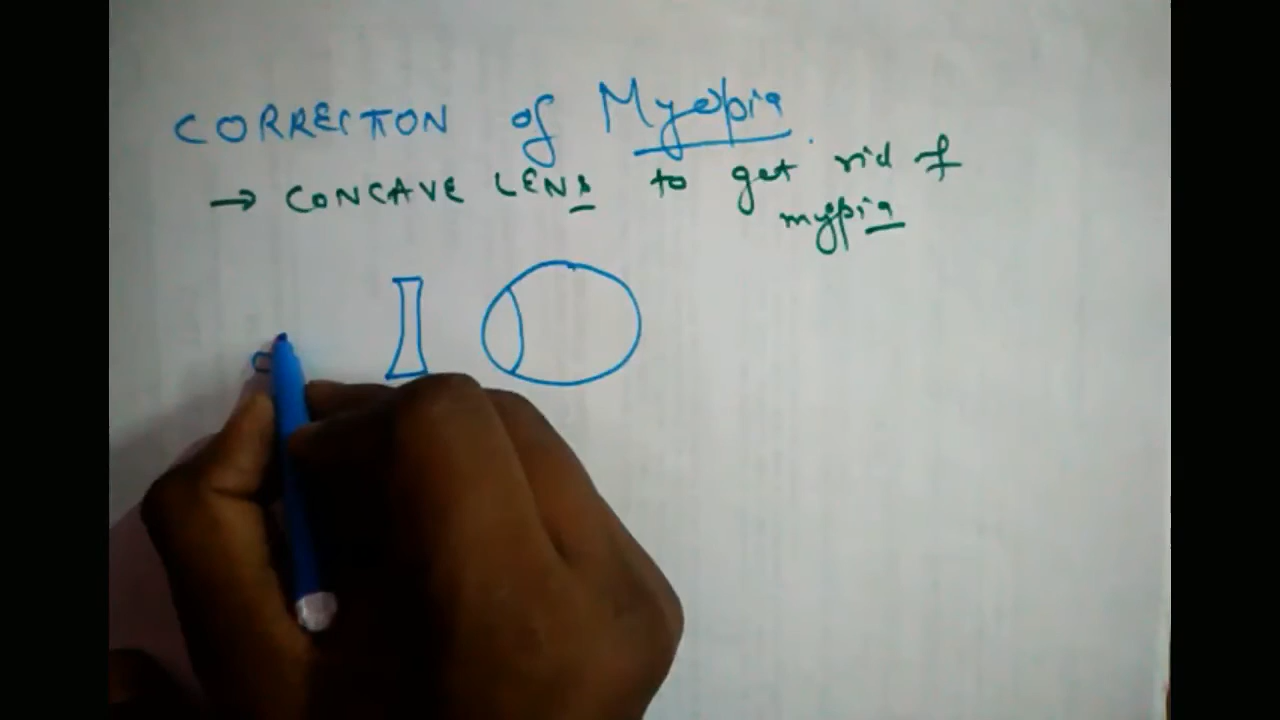 CORRECTION of Myopia.
→ CONCAVE LENS to get rid of
myopia